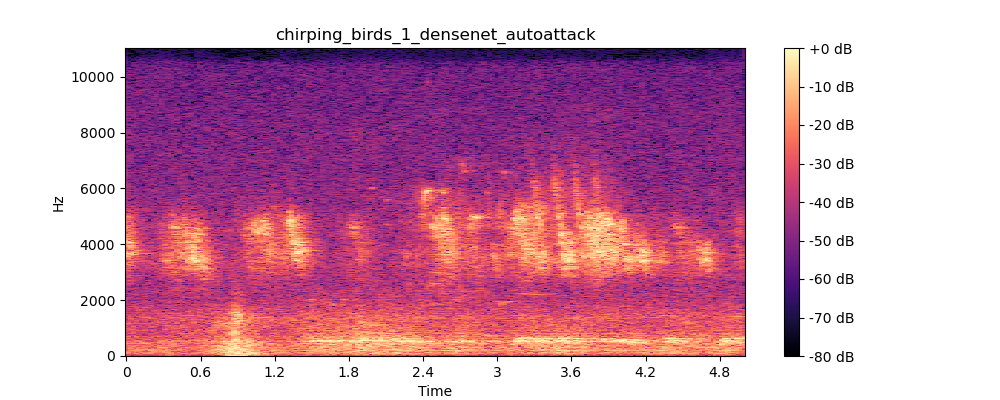 chirping_birds_1_densenet_autoattack
Hz
10000
8000
6000
4000
2000
0
0 0.6 1.2 1.8 2.4 3 3.6 4.2 4.8
Time
+0 dB
-10 dB
-20 dB
-30 dB
-40 dB
-50 dB
-60 dB
-70 dB
-80 dB